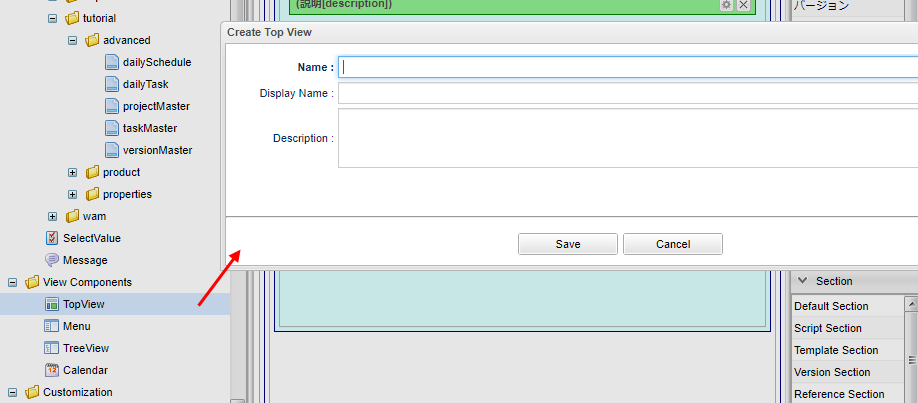 tutorial
advanced
dailySchedule
dailyTask
projectMaster
taskMaster
versionMaster
product
properties
wam
SelectValue
Message
View Components
TopView
Menu
TreeView
Calendar
Customization
(説明[description])
Create Top View
Name :
Display Name :
Description :
Save
Cancel
バージョン
Section
Default Section
Script Section
Template Section
Version Section
Reference Section